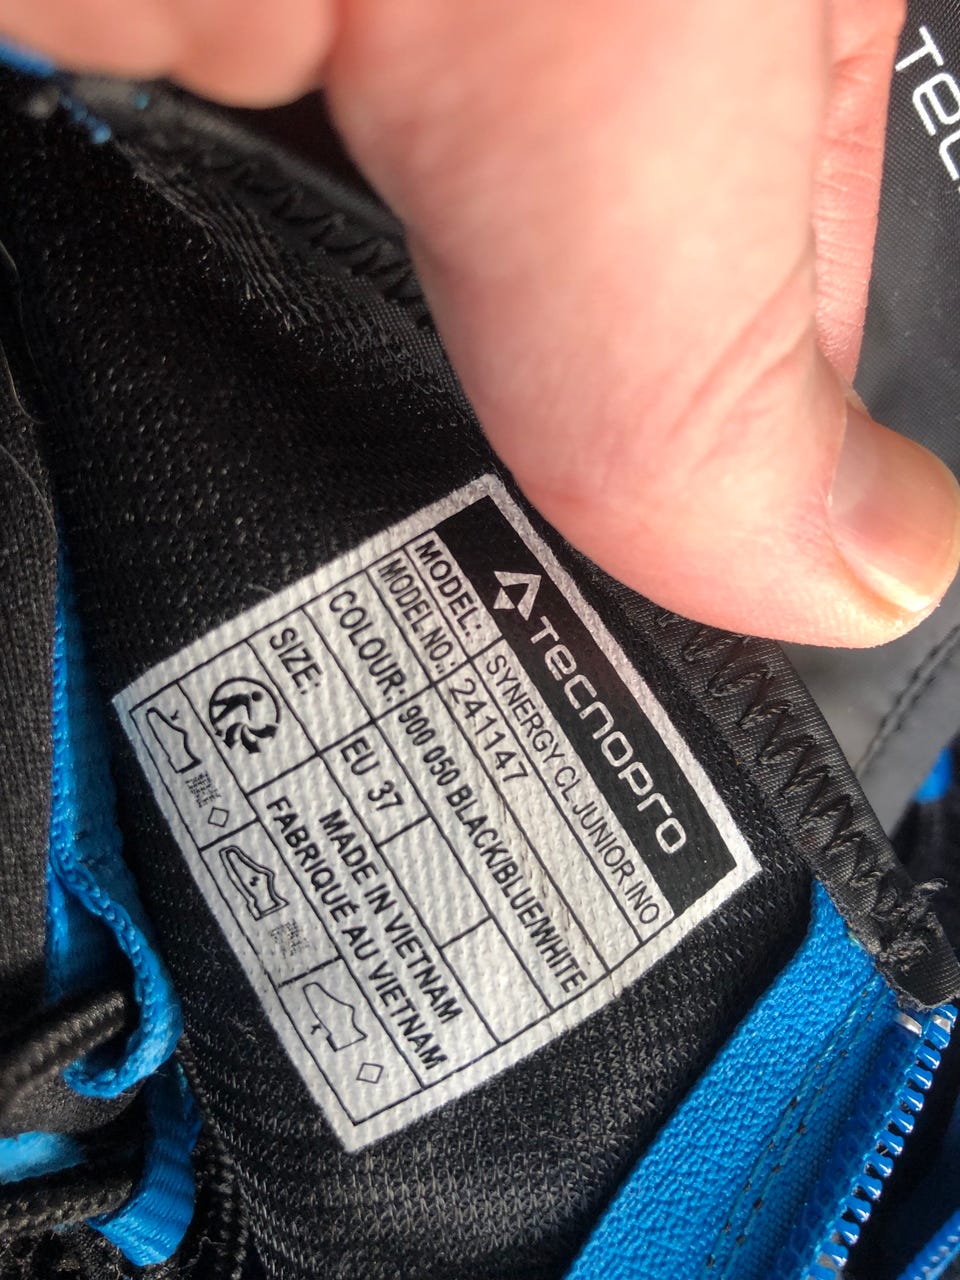 TECNOPRO
MODEL: SYNERGY CL JUNIOR INO
MODEL NO.: 241147
COLOUR: 900 050 BLACK/BLUE/WHITE
SIZE: EU 37
MADE IN VIETNAM
FABRIQUÉ AU VIETNAM